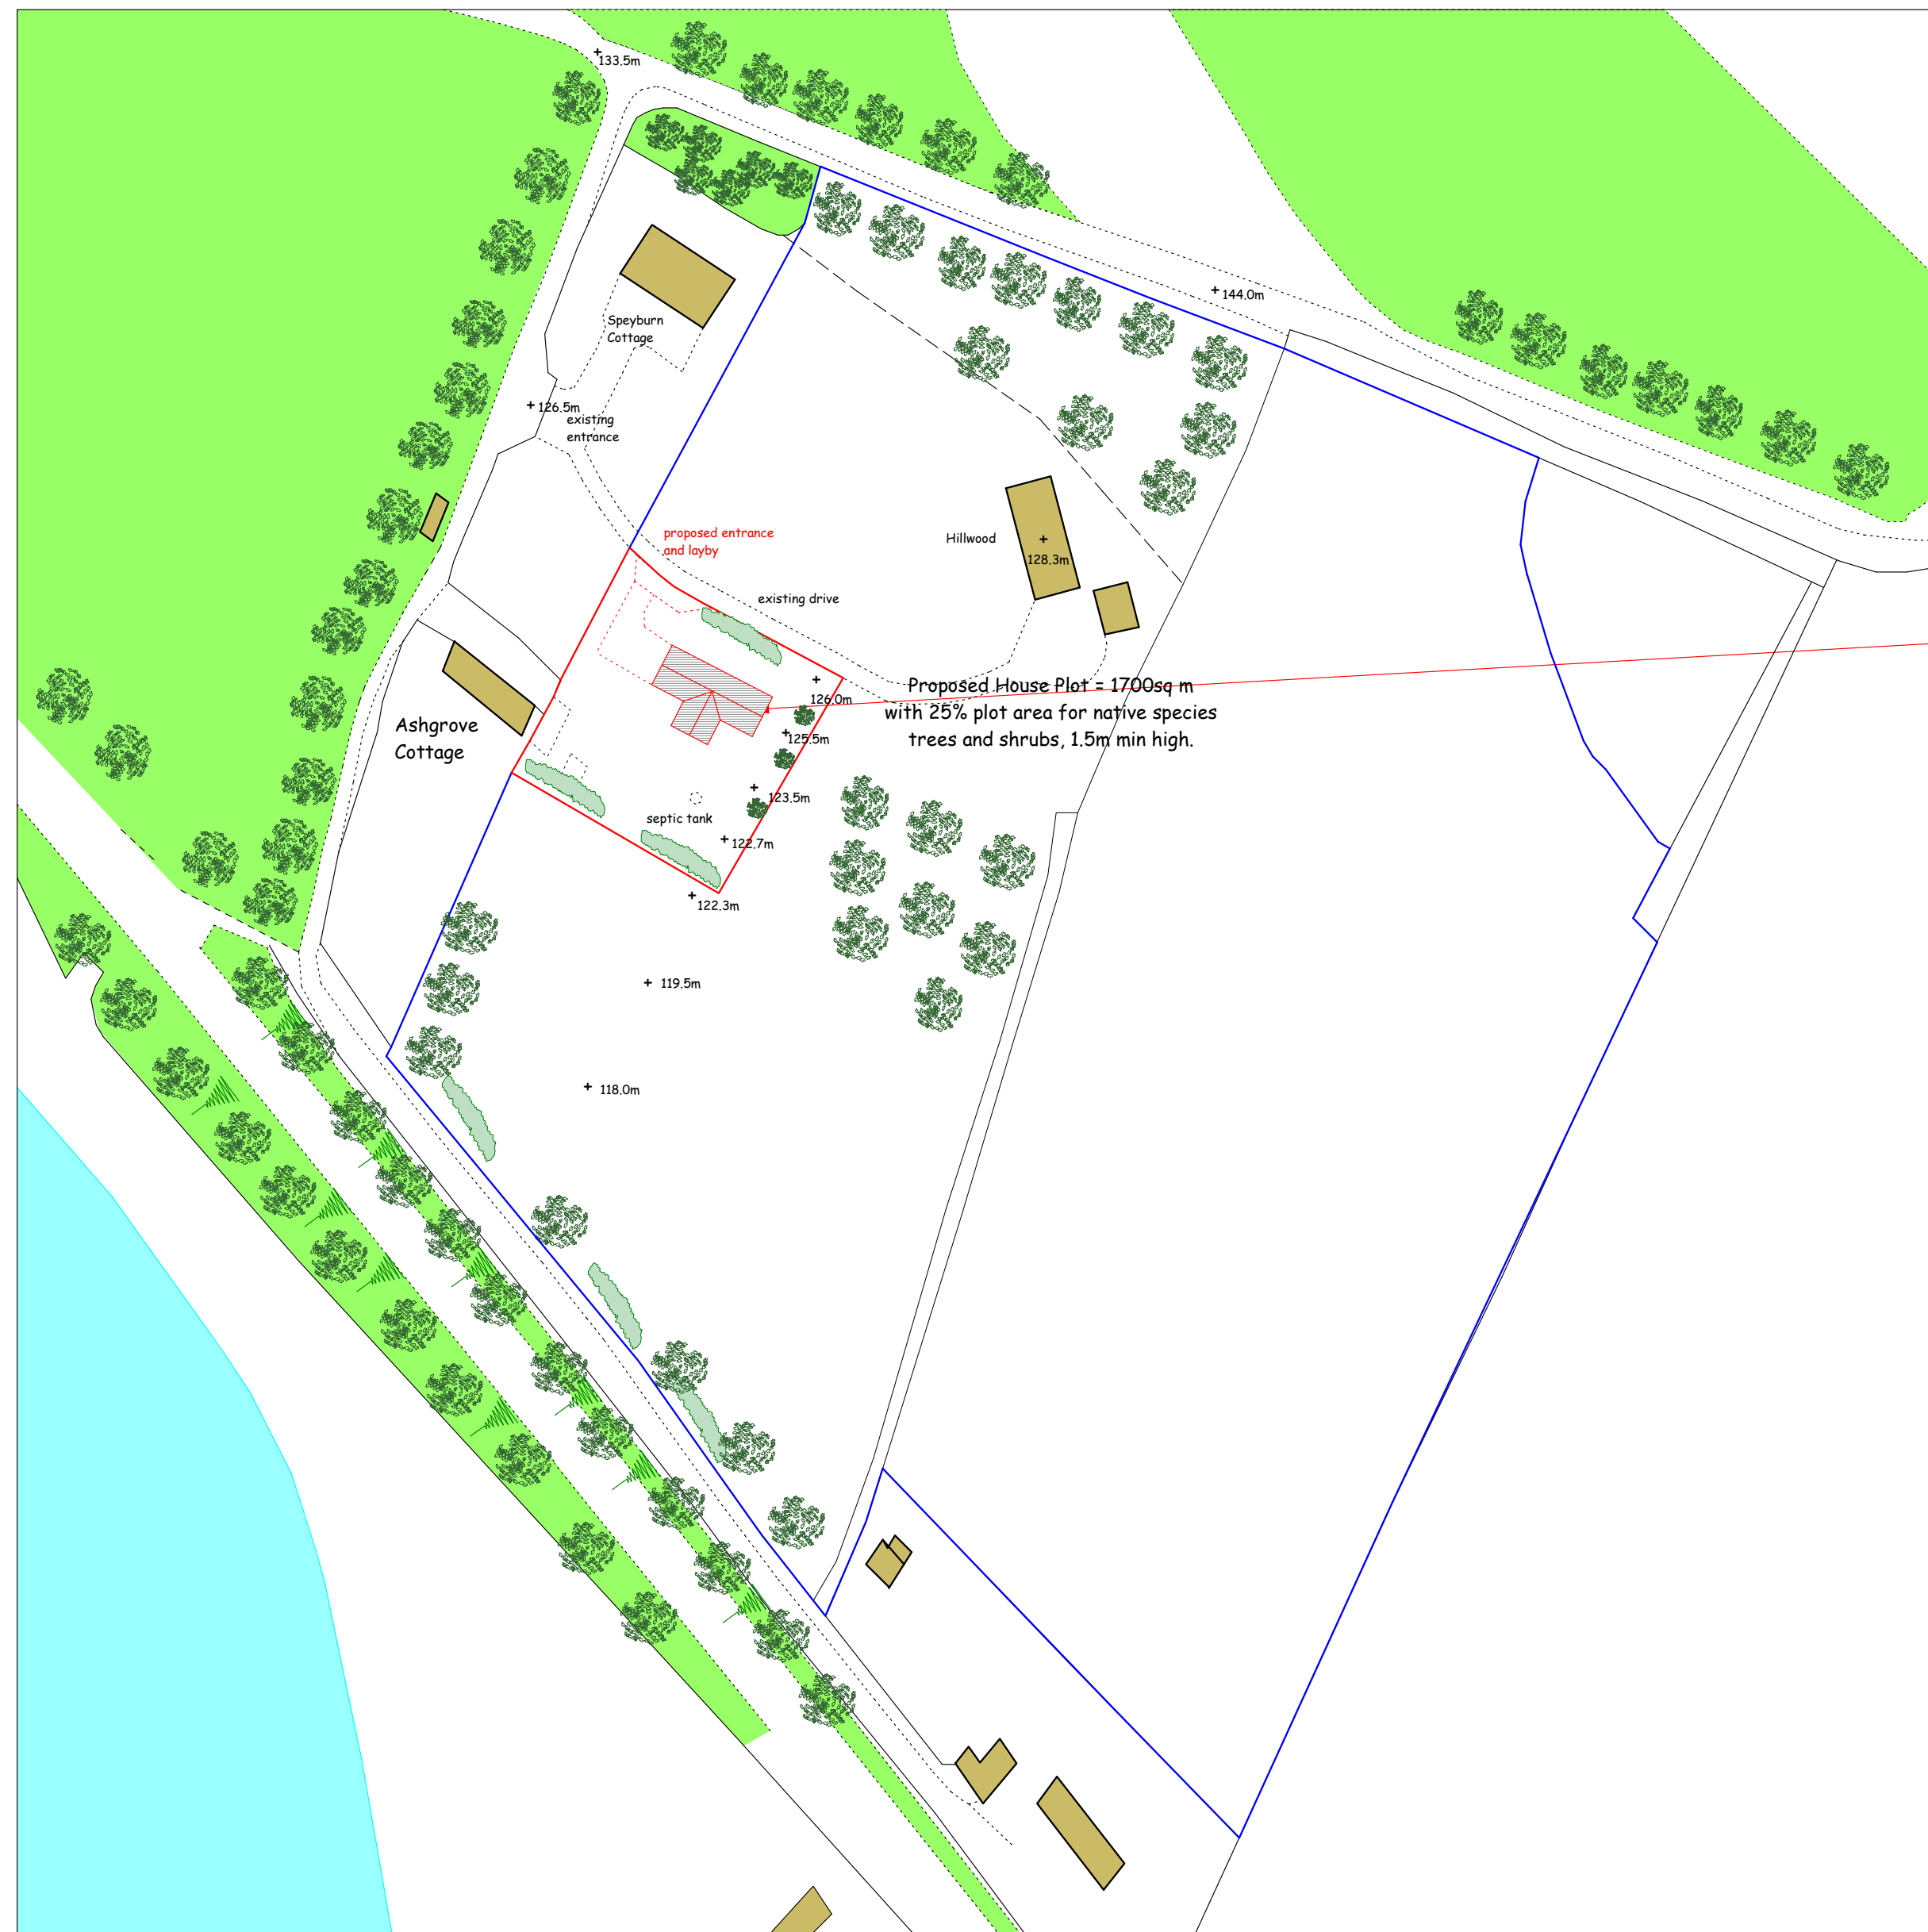 133.5m
144.0m
Speyburn
Cottage
126.5m
existing
entrance
proposed entrance
and layby
Hillwood
128.3m
existing drive
Proposed House Plot = 1700sq m
with 25% plot area for native species
trees and shrubs, 1.5m min high.
126.0m
Ashgrove
Cottage
125.5m
123.5m
septic tank
122.7m
122.3m
119.5m
118.0m